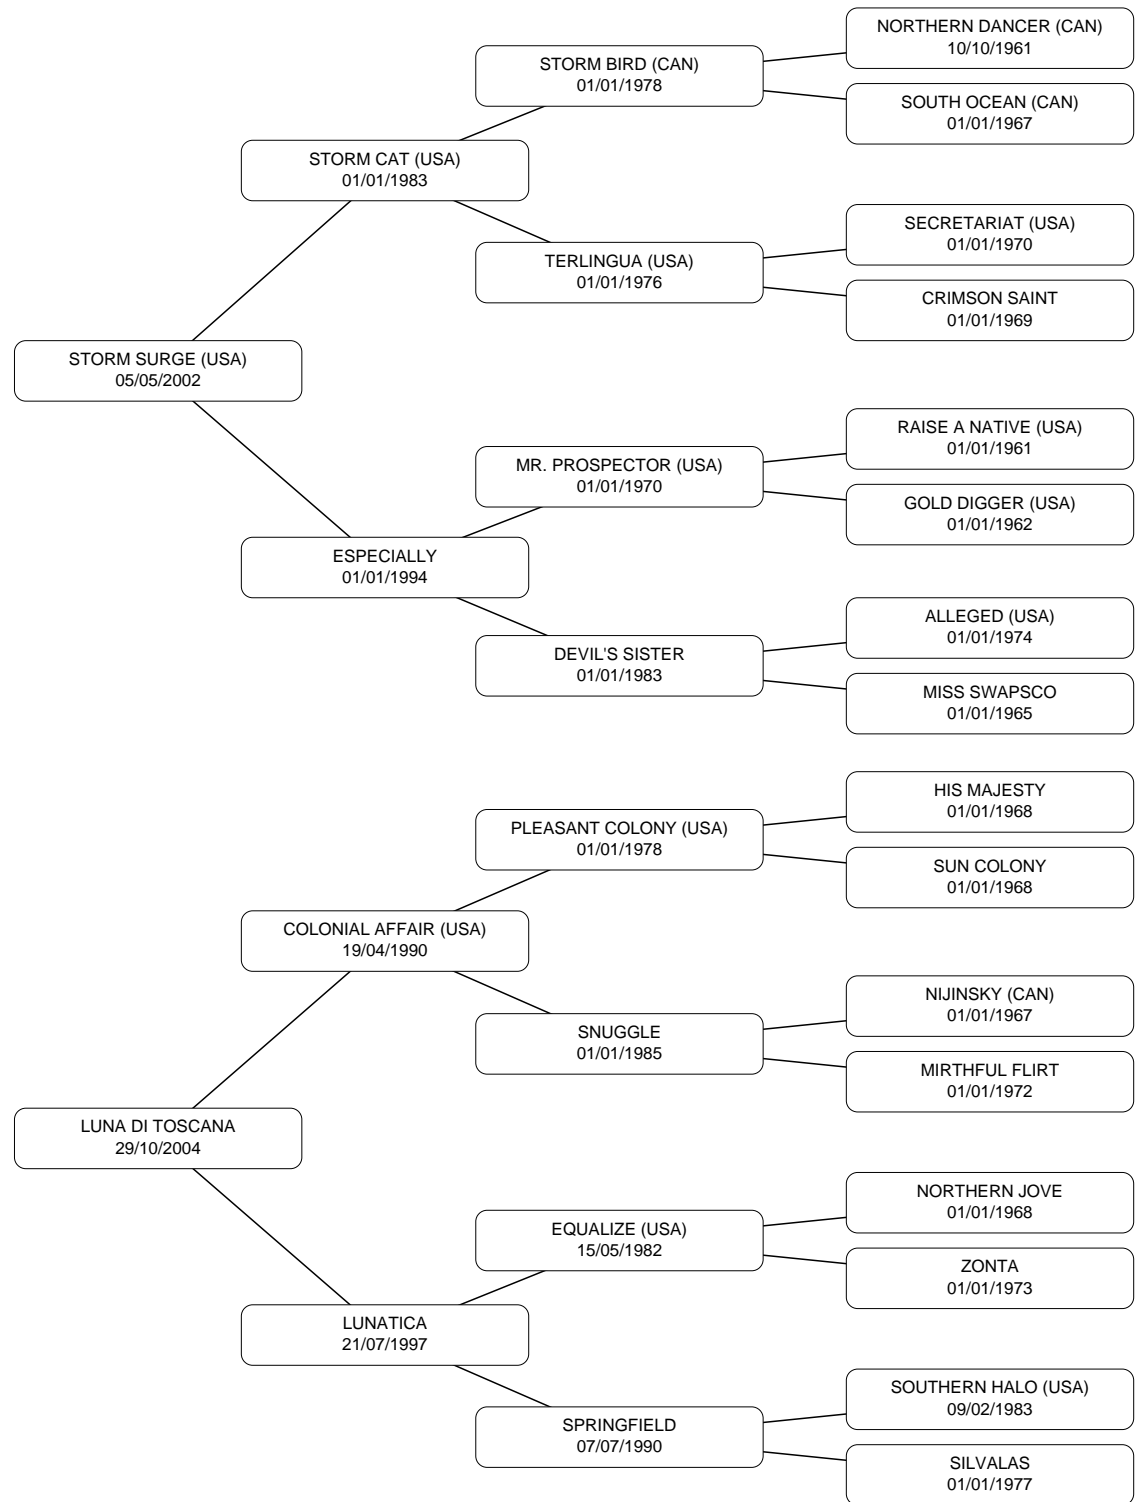 NORTHERN DANCER (CAN)
10/10/1961
STORM BIRD (CAN)
01/01/1978
SOUTH OCEAN (CAN)
01/01/1967
STORM CAT (USA)
01/01/1983
SECRETARIAT (USA)
01/01/1970
TERLINGUA (USA)
01/01/1976
CRIMSON SAINT
01/01/1969
STORM SURGE (USA)
05/05/2002
RAISE A NATIVE (USA)
01/01/1961
MR. PROSPECTOR (USA)
01/01/1970
GOLD DIGGER (USA)
01/01/1962
ESPECIALLY
01/01/1994
ALLEGED (USA)
01/01/1974
DEVIL'S SISTER
01/01/1983
MISS SWAPSCO
01/01/1965
HIS MAJESTY
01/01/1968
PLEASANT COLONY (USA)
01/01/1978
SUN COLONY
01/01/1968
COLONIAL AFFAIR (USA)
19/04/1990
NIJINSKY (CAN)
01/01/1967
SNUGGLE
01/01/1985
MIRTHFUL FLIRT
01/01/1972
LUNA DI TOSCANA
29/10/2004
NORTHERN JOVE
01/01/1968
EQUALIZE (USA)
15/05/1982
ZONTA
01/01/1973
LUNATICA
21/07/1997
SOUTHERN HALO (USA)
09/02/1983
SPRINGFIELD
07/07/1990
SILVALAS
01/01/1977